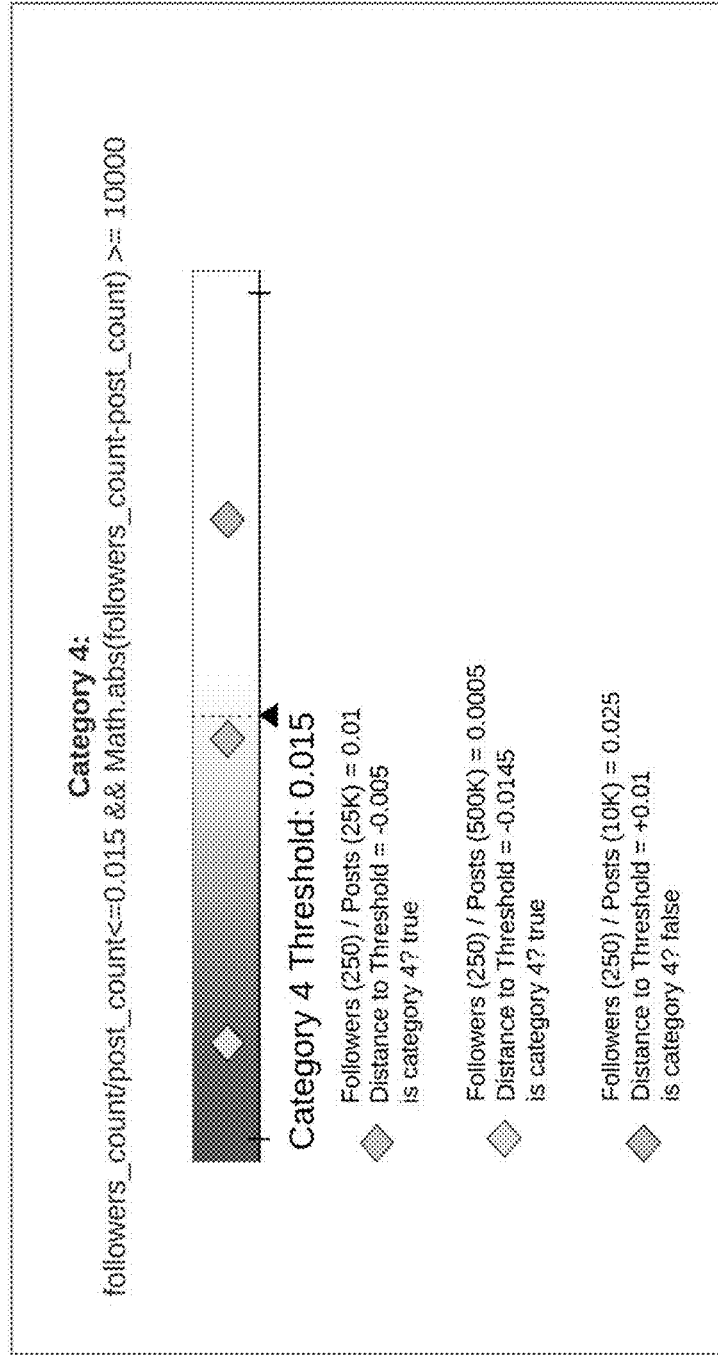 Category 4:
followers_count/post_count<=0.015 && Math.abs(followers_count-post_count) >= 10000
Category 4 Threshold: 0.015
Followers (250) / Posts (25K) = 0.01
Distance to Threshold = -0.005
is category 4? true
Followers (250) / Posts (500K) = 0.0005
Distance to Threshold = -0.0145
is category 4? true
Followers (250) / Posts (10K) = 0.025
Distance to Threshold = +0.01
is category 4? false